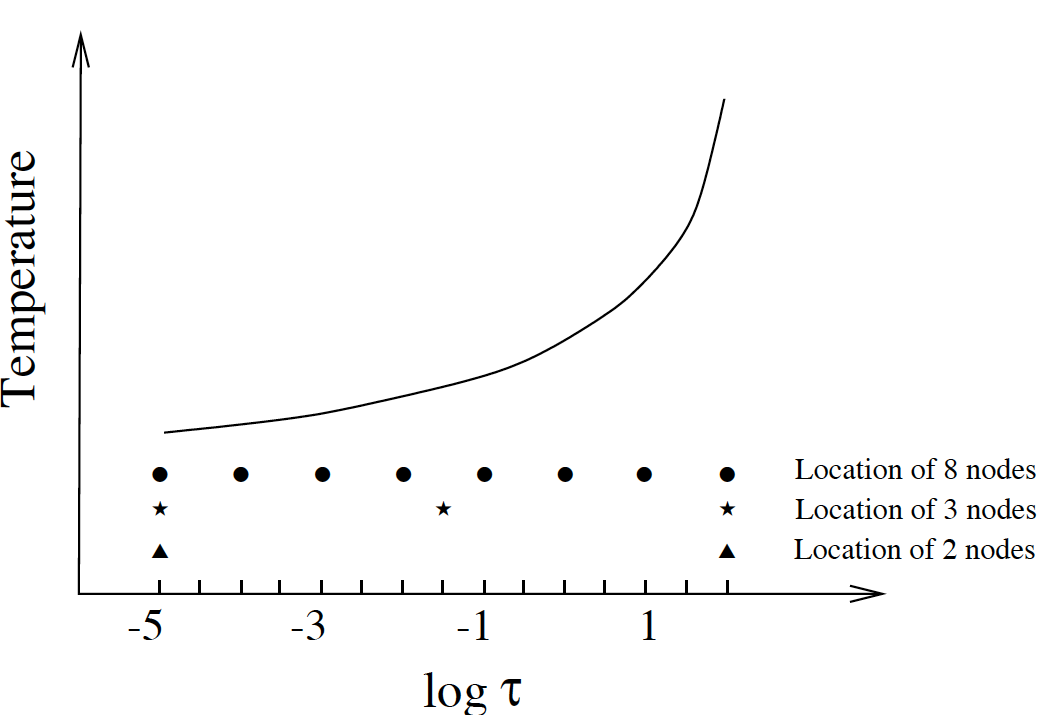 Temperature
Location of 8 nodes
Location of 3 nodes
Location of 2 nodes
-5 -3 -1 1
log τ